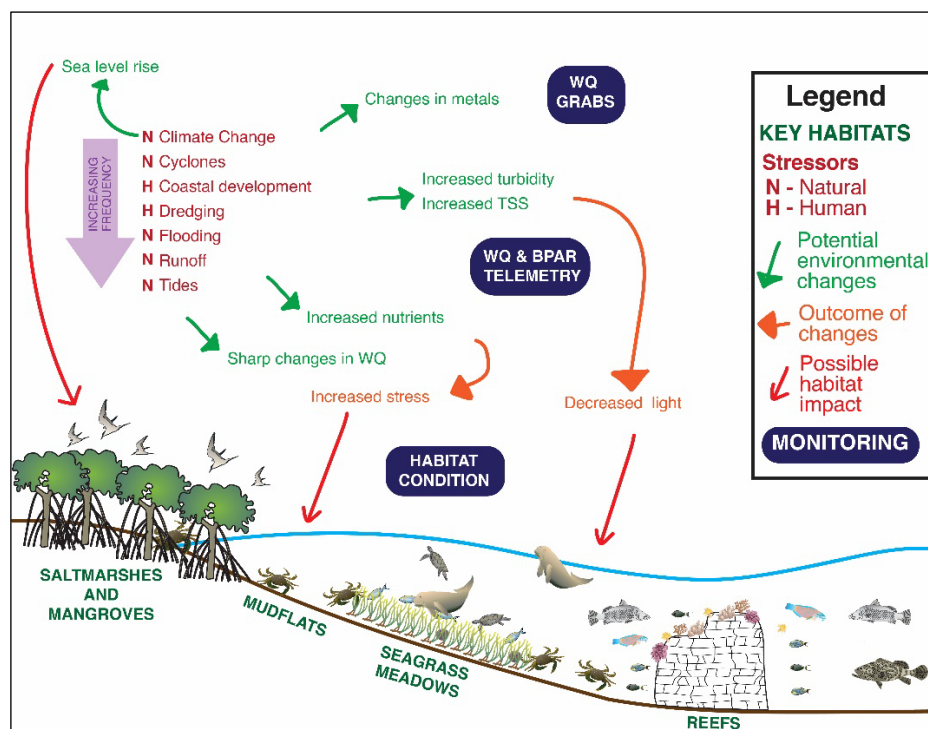 Sea level rise
Changes in metals
WQ
GRABS
INCREASING
FREQUENCY
N Climate Change
N Cyclones
H Coastal development
H Dredging
N Flooding
N Runoff
N Tides
Increased turbidity
Increased TSS
WQ & BPAR
TELEMETRY
Increased nutrients
Sharp changes in WQ
Increased stress
Decreased light
HABITAT
CONDITION
SALTMARSHES
AND
MANGROVES
MUDFLATS
SEAGRASS
MEADOWS
REEFS
Legend
KEY HABITATS
Stressors
N - Natural
H - Human
Potential
environmental
changes
Outcome of
changes
Possible
habitat
impact
MONITORING